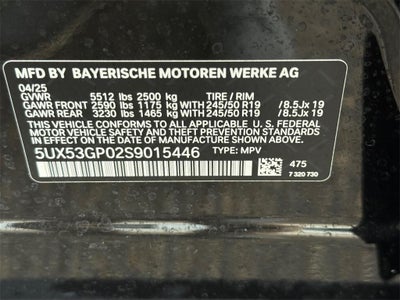 MFD BY BAYERISCHE MOTOREN WERKE AG
04/25
GVWR 5512 lbs 2500 kg TIRE / RIM
GAWR FRONT 2590 lbs 1175 kg WITH 245/50 R19 / 8.5Jx 19
GAWR REAR 3230 lbs 1465 kg WITH 245/50 R19 / 8.5Jx 19
THIS VEHICLE CONFORMS TO ALL APPLICABLE U. S. FEDERAL
MOTOR VEHICLE SAFETY, BUMPER AND THEFT PREVENTION
STANDARDS IN EFFECT ON THE DATE OF MANUFACTURE SHOWN ABOVE.
5UX53GP02S9015446 TYPE: MPV
475
7 320 730